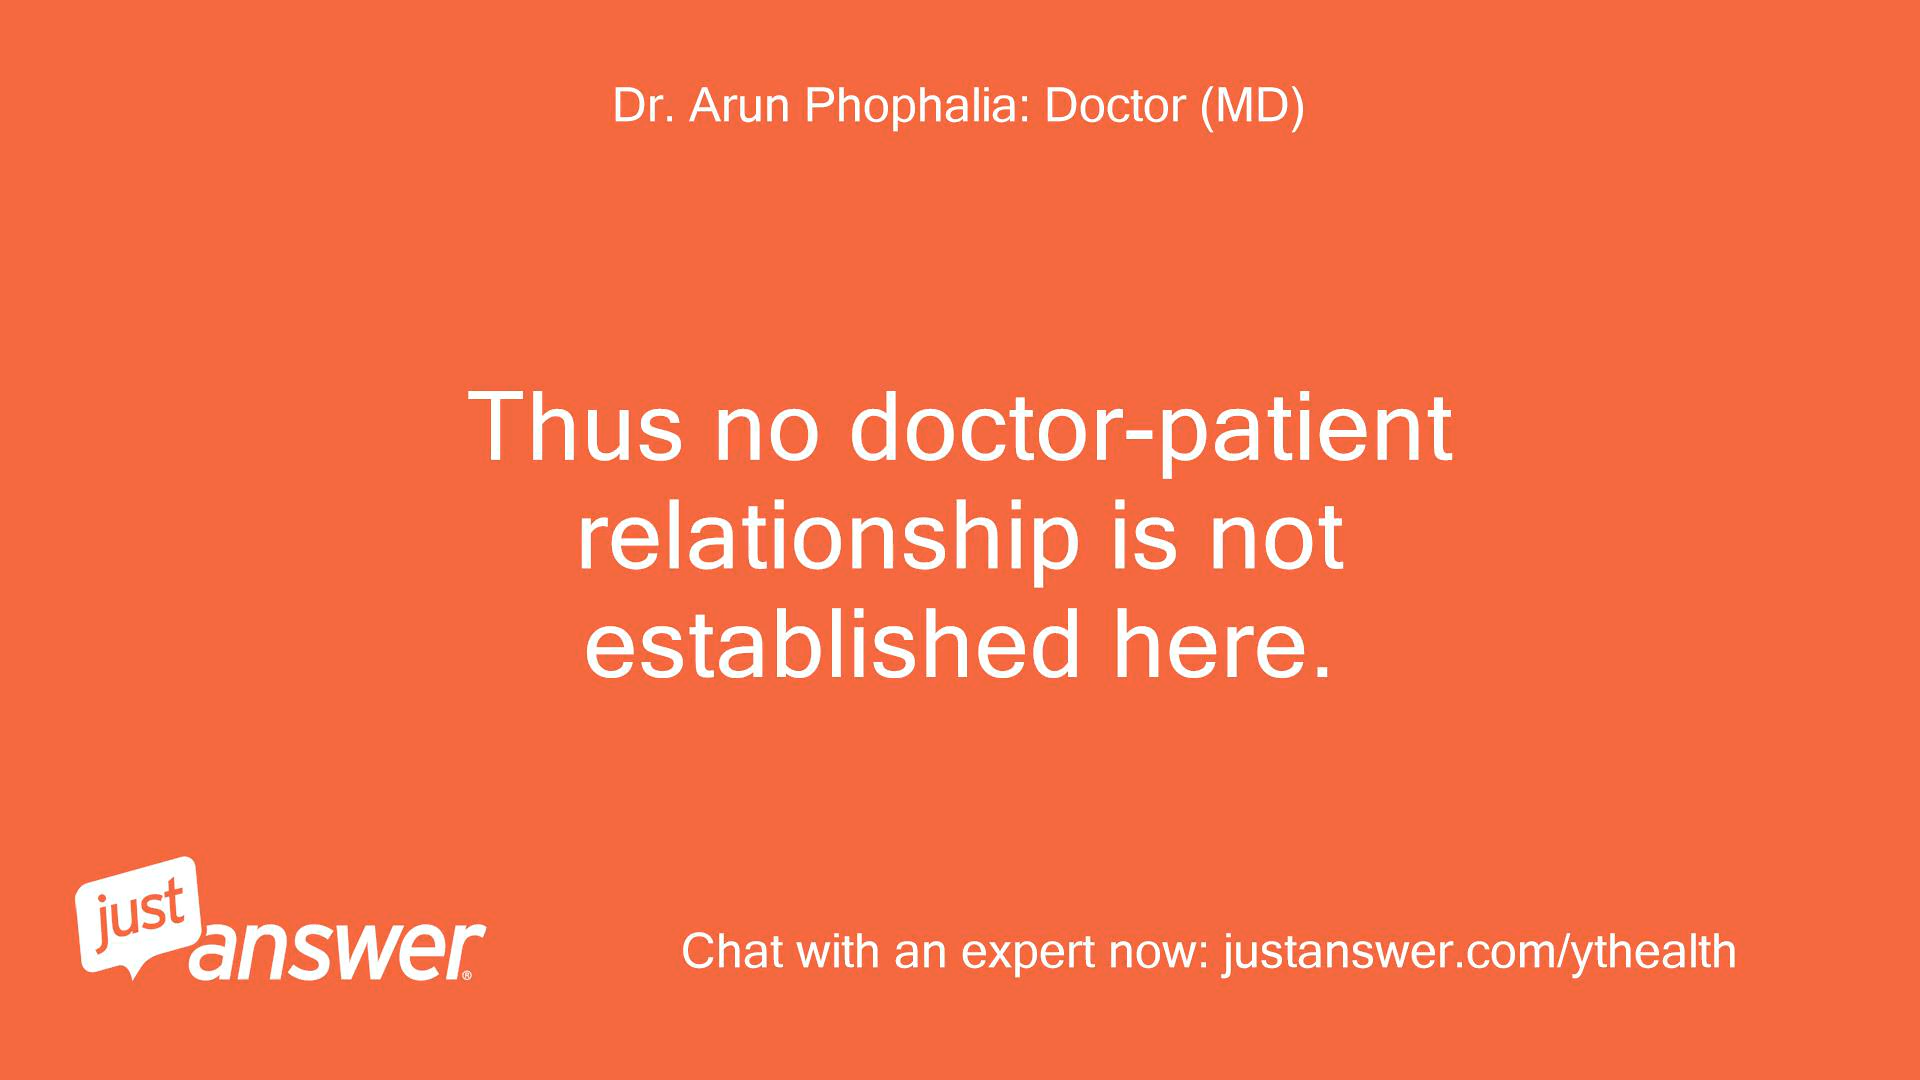 Dr. Arun Phophalia: Doctor (MD)
Thus no doctor-patient
relationship is not
established here.
just
answer®
Chat with an expert now: justanswer.com/ythealth